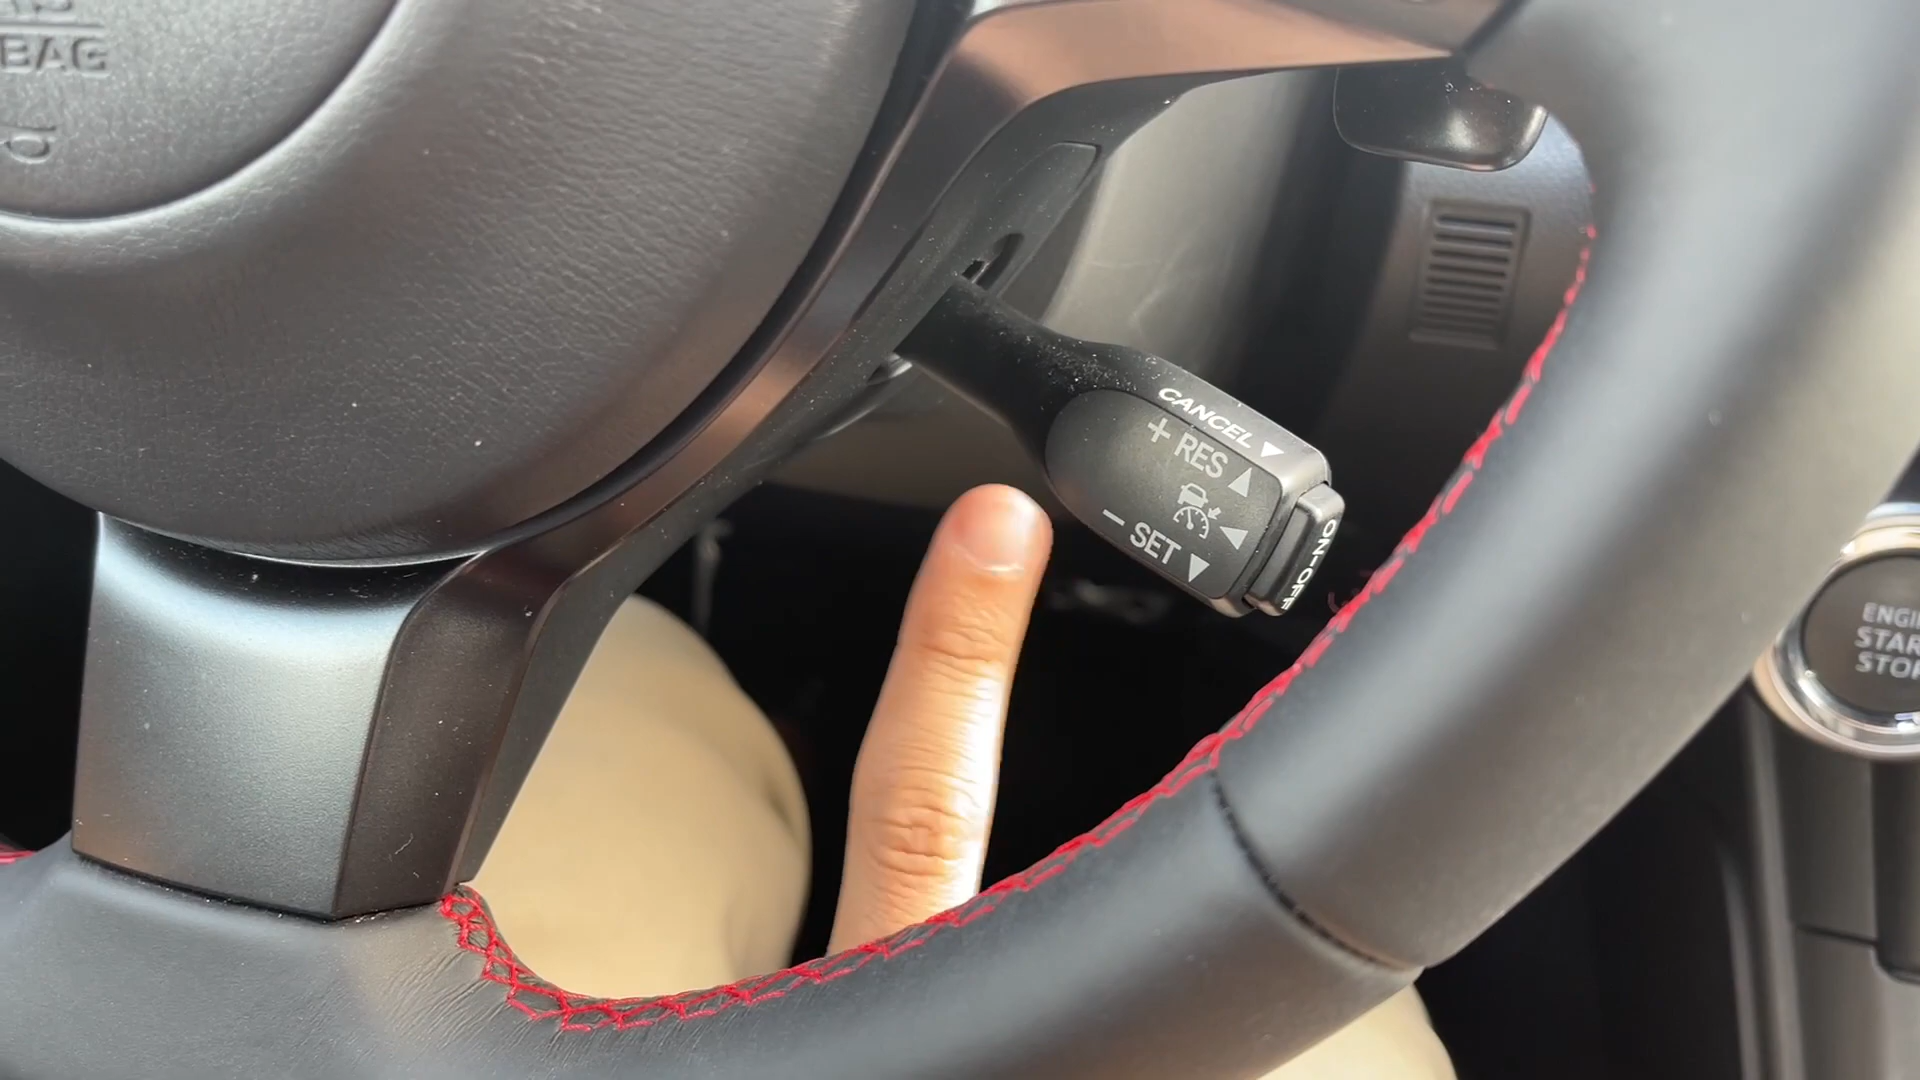 BAG
CANCEL
+ RES
- SET
ON-OFF
ENGI
STAR
STOP